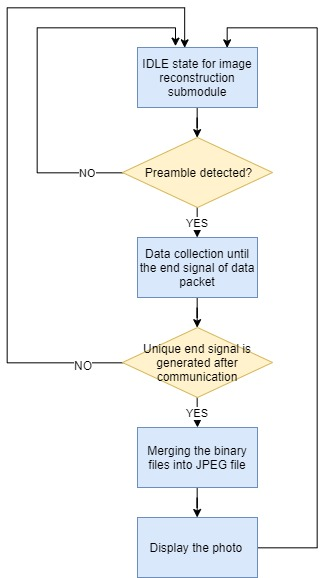 IDLE state for image
reconstruction
submodule
Preamble detected?
NO
YES
Data collection until
the end signal of data
packet
Unique end signal is
generated after
communication
NO
YES
Merging the binary
files into JPEG file
Display the photo